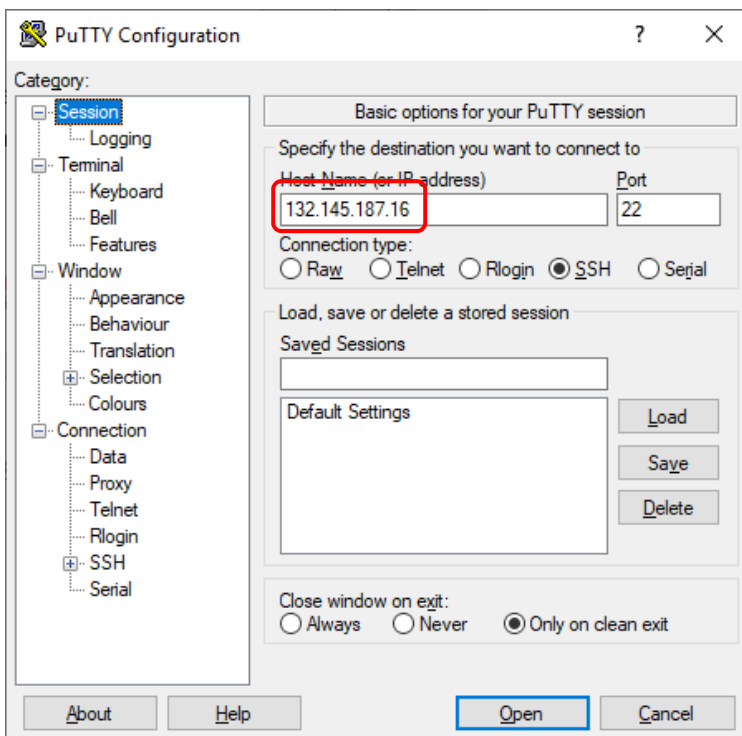 PuTTY Configuration
?
Category:
Session
Logging
Terminal
Keyboard
Bell
Features
Window
Appearance
Behaviour
Translation
Selection
Colours
Connection
Data
Proxy
Telnet
Rlogin
SSH
Serial
Basic options for your PuTTY session
Specify the destination you want to connect to
Host Name (or IP address) Port
132.145.187.16 22
Connection type:
Raw Telnet Rlogin SSH Serial
Load, save or delete a stored session
Saved Sessions
Default Settings
Load
Save
Delete
Close window on exit:
Always Never Only on clean exit
About Help Open Cancel